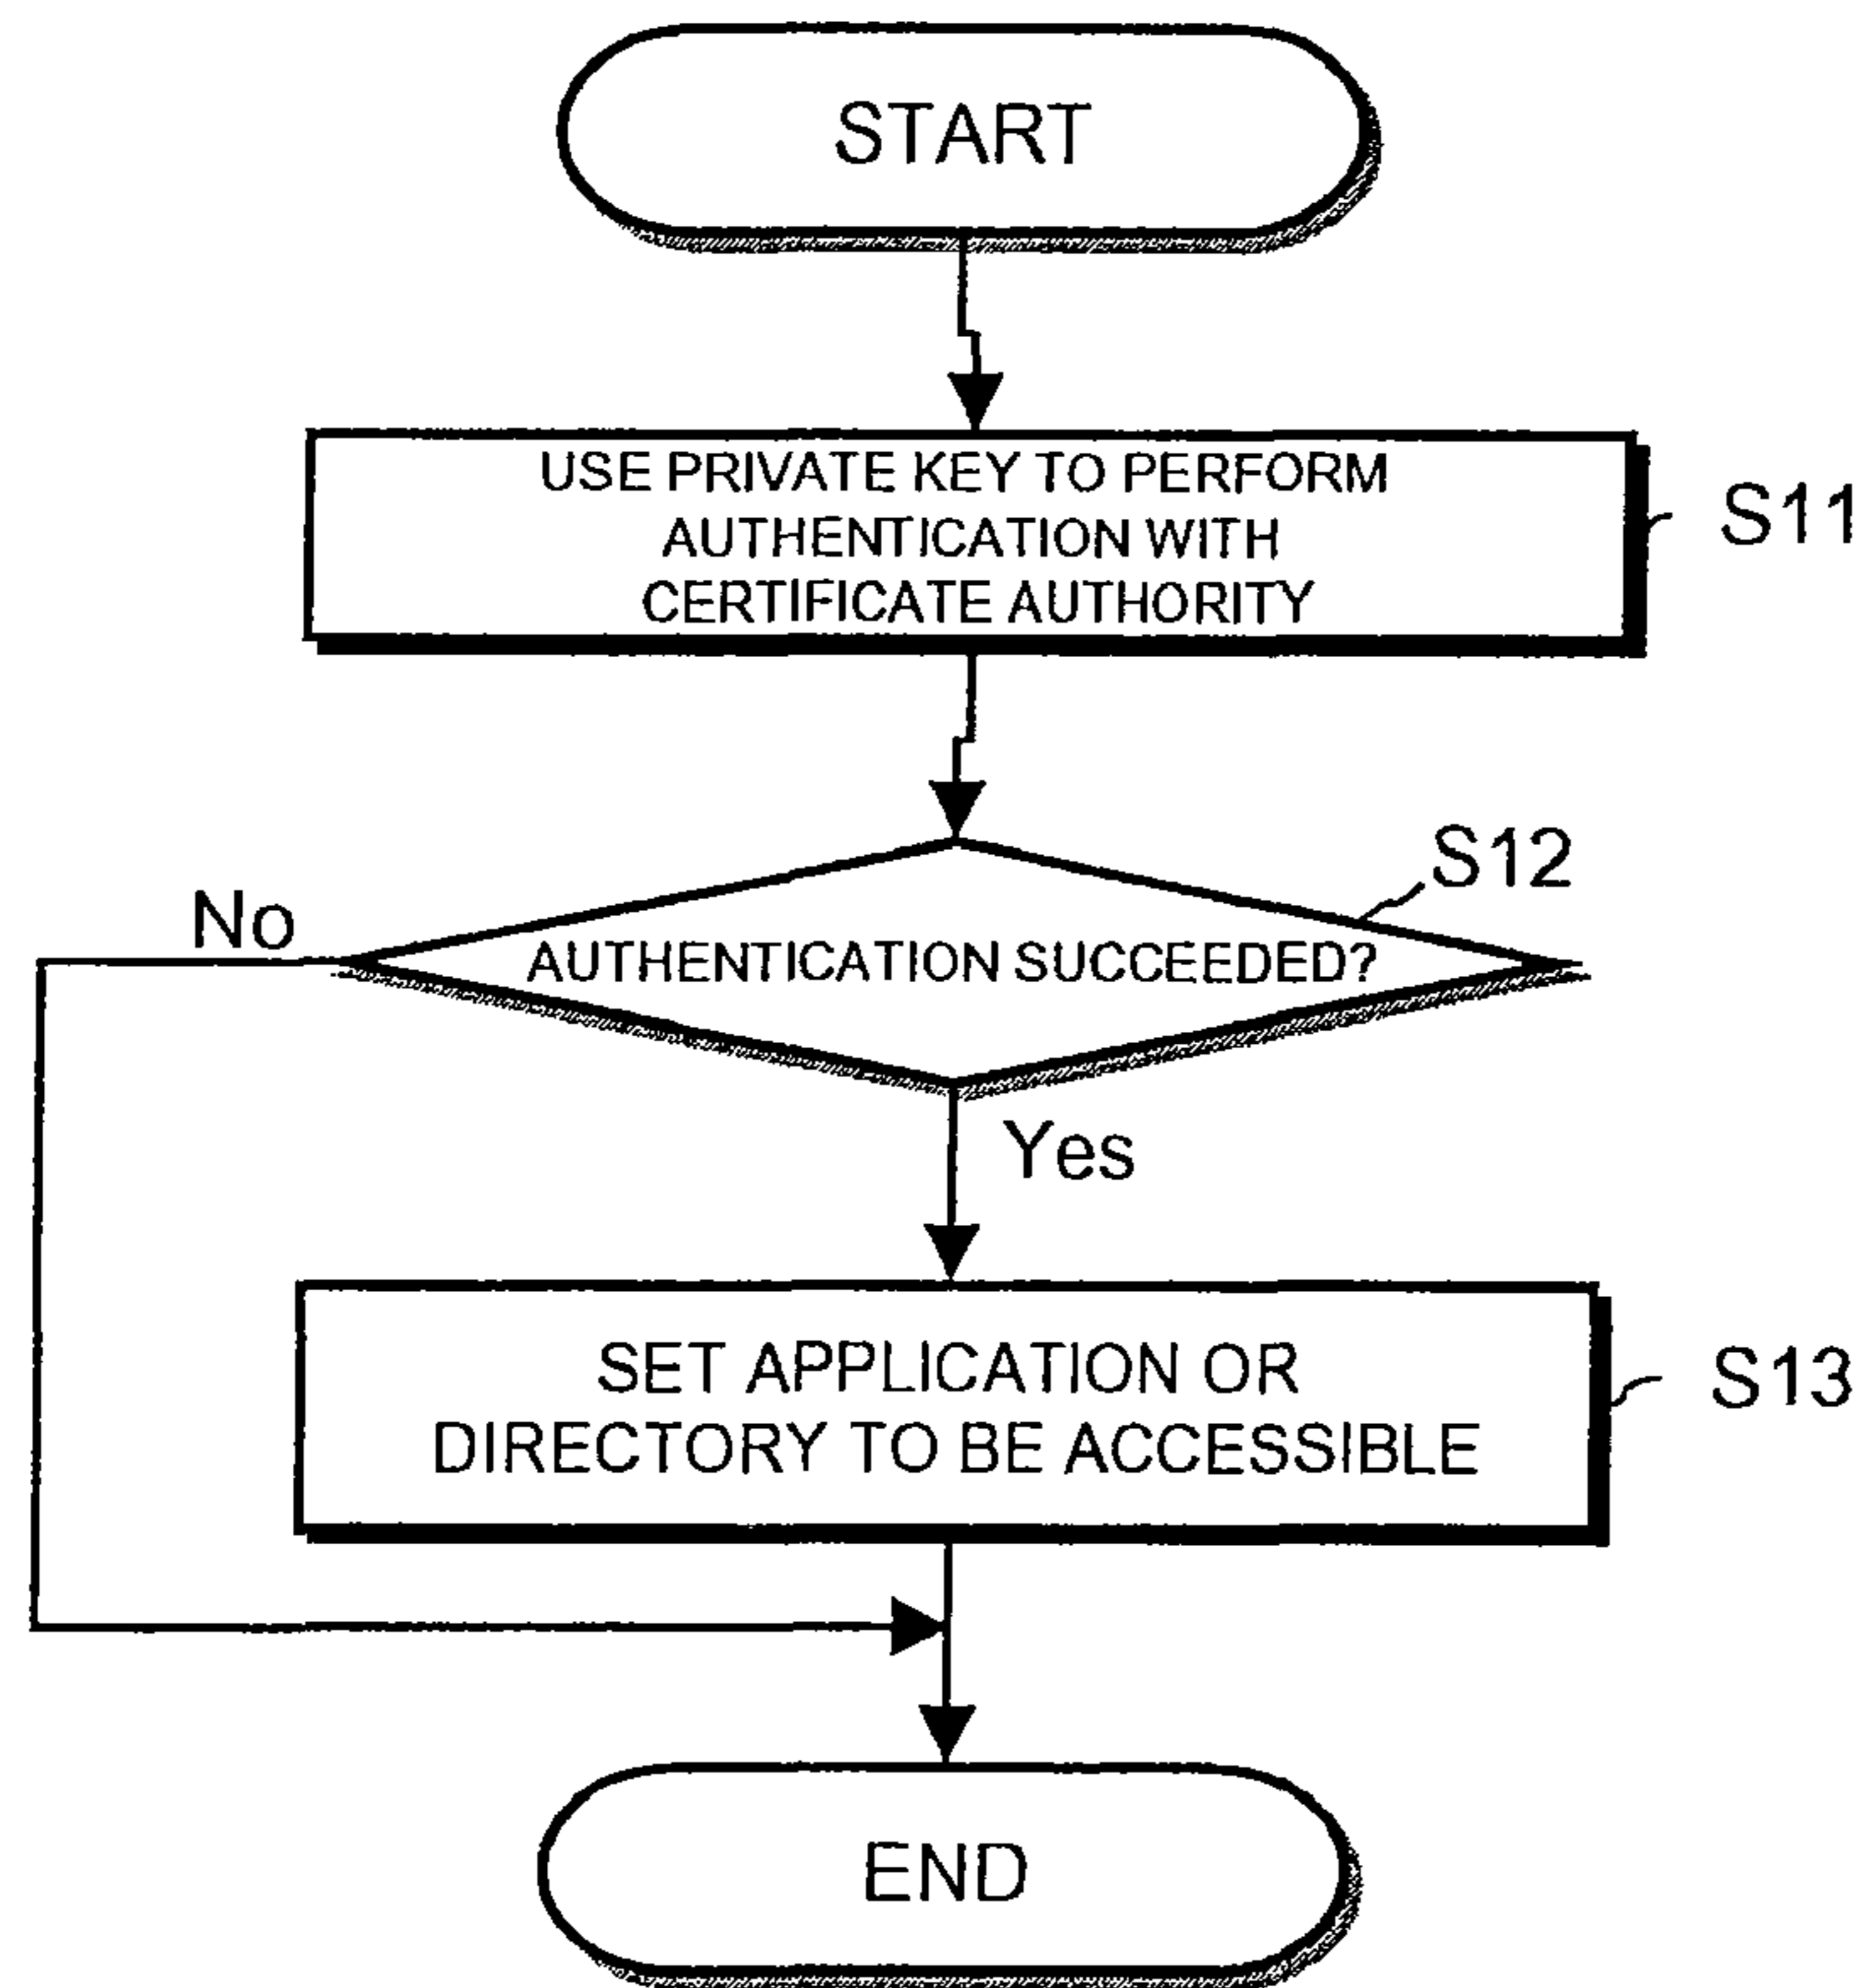 START
USE PRIVATE KEY TO PERFORM
AUTHENTICATION WITH
CERTIFICATE AUTHORITY
S11
S12
No
AUTHENTICATION SUCCEEDED?
Yes
SET APPLICATION OR
DIRECTORY TO BE ACCESSIBLE
S13
END